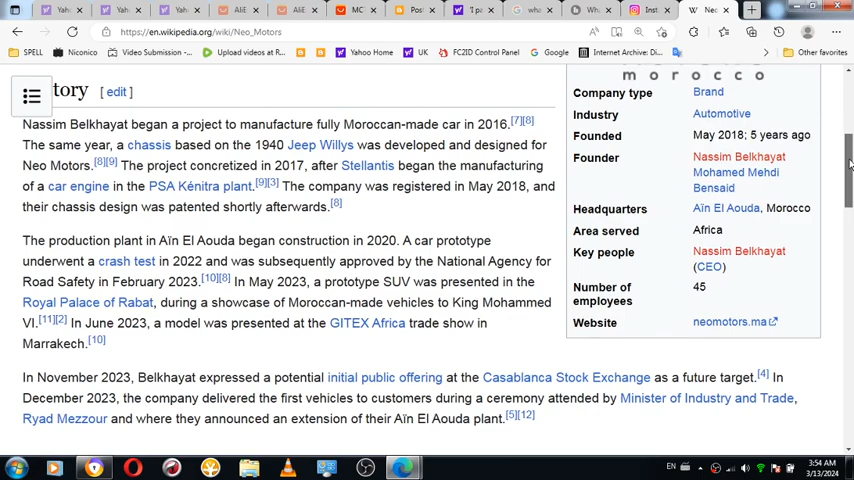 Yah
Yah
Yah
AliE
AliE
MC
Post
'1 p
wha
Wha
Inst
Neo
https://en.wikipedia.org/wiki/Neo_Motors
SPELL
Niconico
Video Submission -...
Upload videos at R...
Yahoo Home
UK
FC2ID Control Panel
Google
Internet Archive: Di...
Other favorites
tory [ edit ]
Nassim Belkhayat began a project to manufacture fully Moroccan-made car in 2016.[7][8]
The same year, a chassis based on the 1940 Jeep Willys was developed and designed for
Neo Motors.[8][9] The project concretized in 2017, after Stellantis began the manufacturing
of a car engine in the PSA Kénitra plant.[9][3] The company was registered in May 2018, and
their chassis design was patented shortly afterwards.[8]
The production plant in Aïn El Aouda began construction in 2020. A car prototype
underwent a crash test in 2022 and was subsequently approved by the National Agency for
Road Safety in February 2023.[10][8] In May 2023, a prototype SUV was presented in the
Royal Palace of Rabat, during a showcase of Moroccan-made vehicles to King Mohammed
VI.[11][2] In June 2023, a model was presented at the GITEX Africa trade show in
Marrakech.[10]
In November 2023, Belkhayat expressed a potential initial public offering at the Casablanca Stock Exchange as a future target.[4] In
December 2023, the company delivered the first vehicles to customers during a ceremony attended by Minister of Industry and Trade,
Ryad Mezzour and where they announced an extension of their Aïn El Aouda plant.[5][12]
morocco
Company type Brand
Industry Automotive
Founded May 2018; 5 years ago
Founder Nassim Belkhayat
Mohamed Mehdi
Bensaid
Headquarters Aïn El Aouda, Morocco
Area served Africa
Key people Nassim Belkhayat
(CEO)
Number of 45
employees
Website neomotors.ma
EN
3:54 AM
3/13/2024